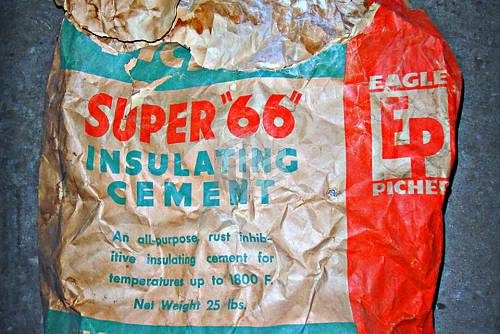 SUPER "66"
INSULATING
CEMENT
An all-purpose, rust inhib-
itive insulating cement for
temperatures up to 1800 F.
Net Weight 25 lbs.
EAGLE
EP
PICHER